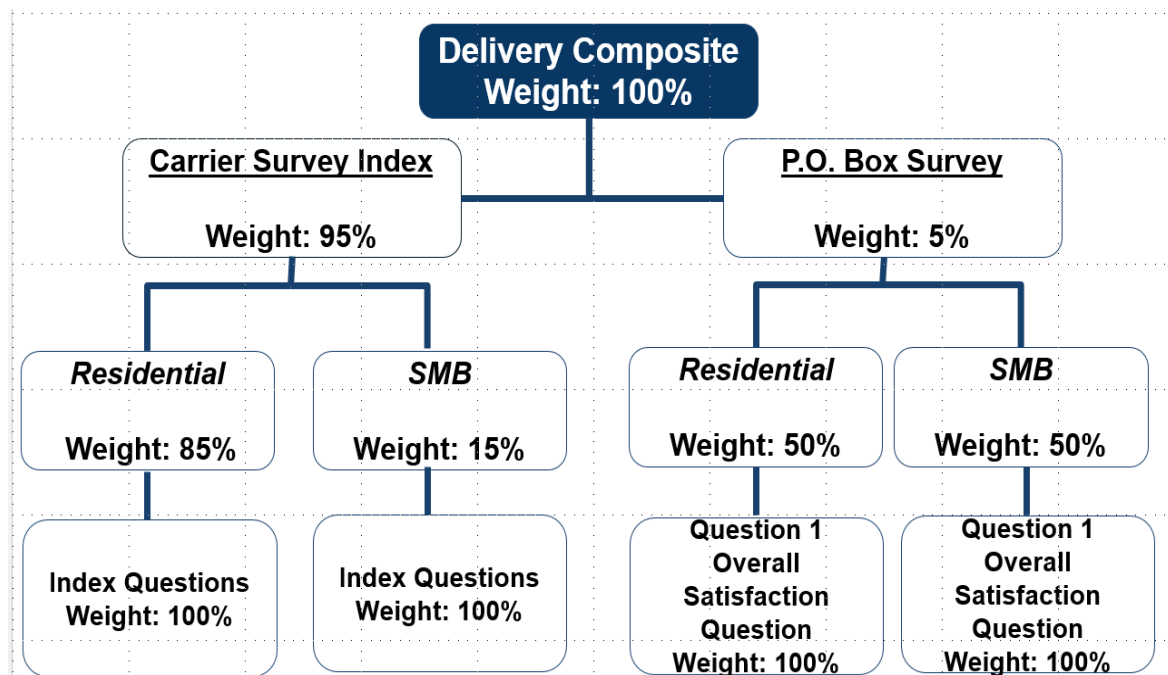 Delivery Composite
Weight: 100%
Carrier Survey Index
Weight: 95%
P.O. Box Survey
Weight: 5%
Residential
Weight: 85%
SMB
Weight: 15%
Residential
Weight: 50%
SMB
Weight: 50%
Index Questions
Weight: 100%
Index Questions
Weight: 100%
Question 1
Overall
Satisfaction
Question
Weight: 100%
Question 1
Overall
Satisfaction
Question
Weight: 100%